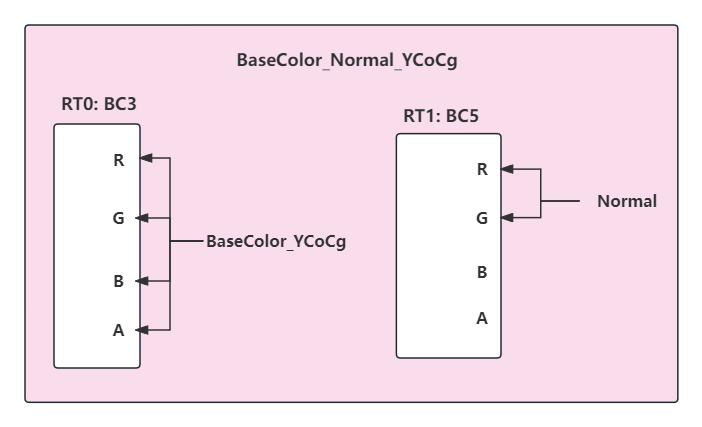 BaseColor_Normal_YCoCg
RT0: BC3
R
G
B
A
BaseColor_YCoCg
RT1: BC5
R
G
B
A
Normal